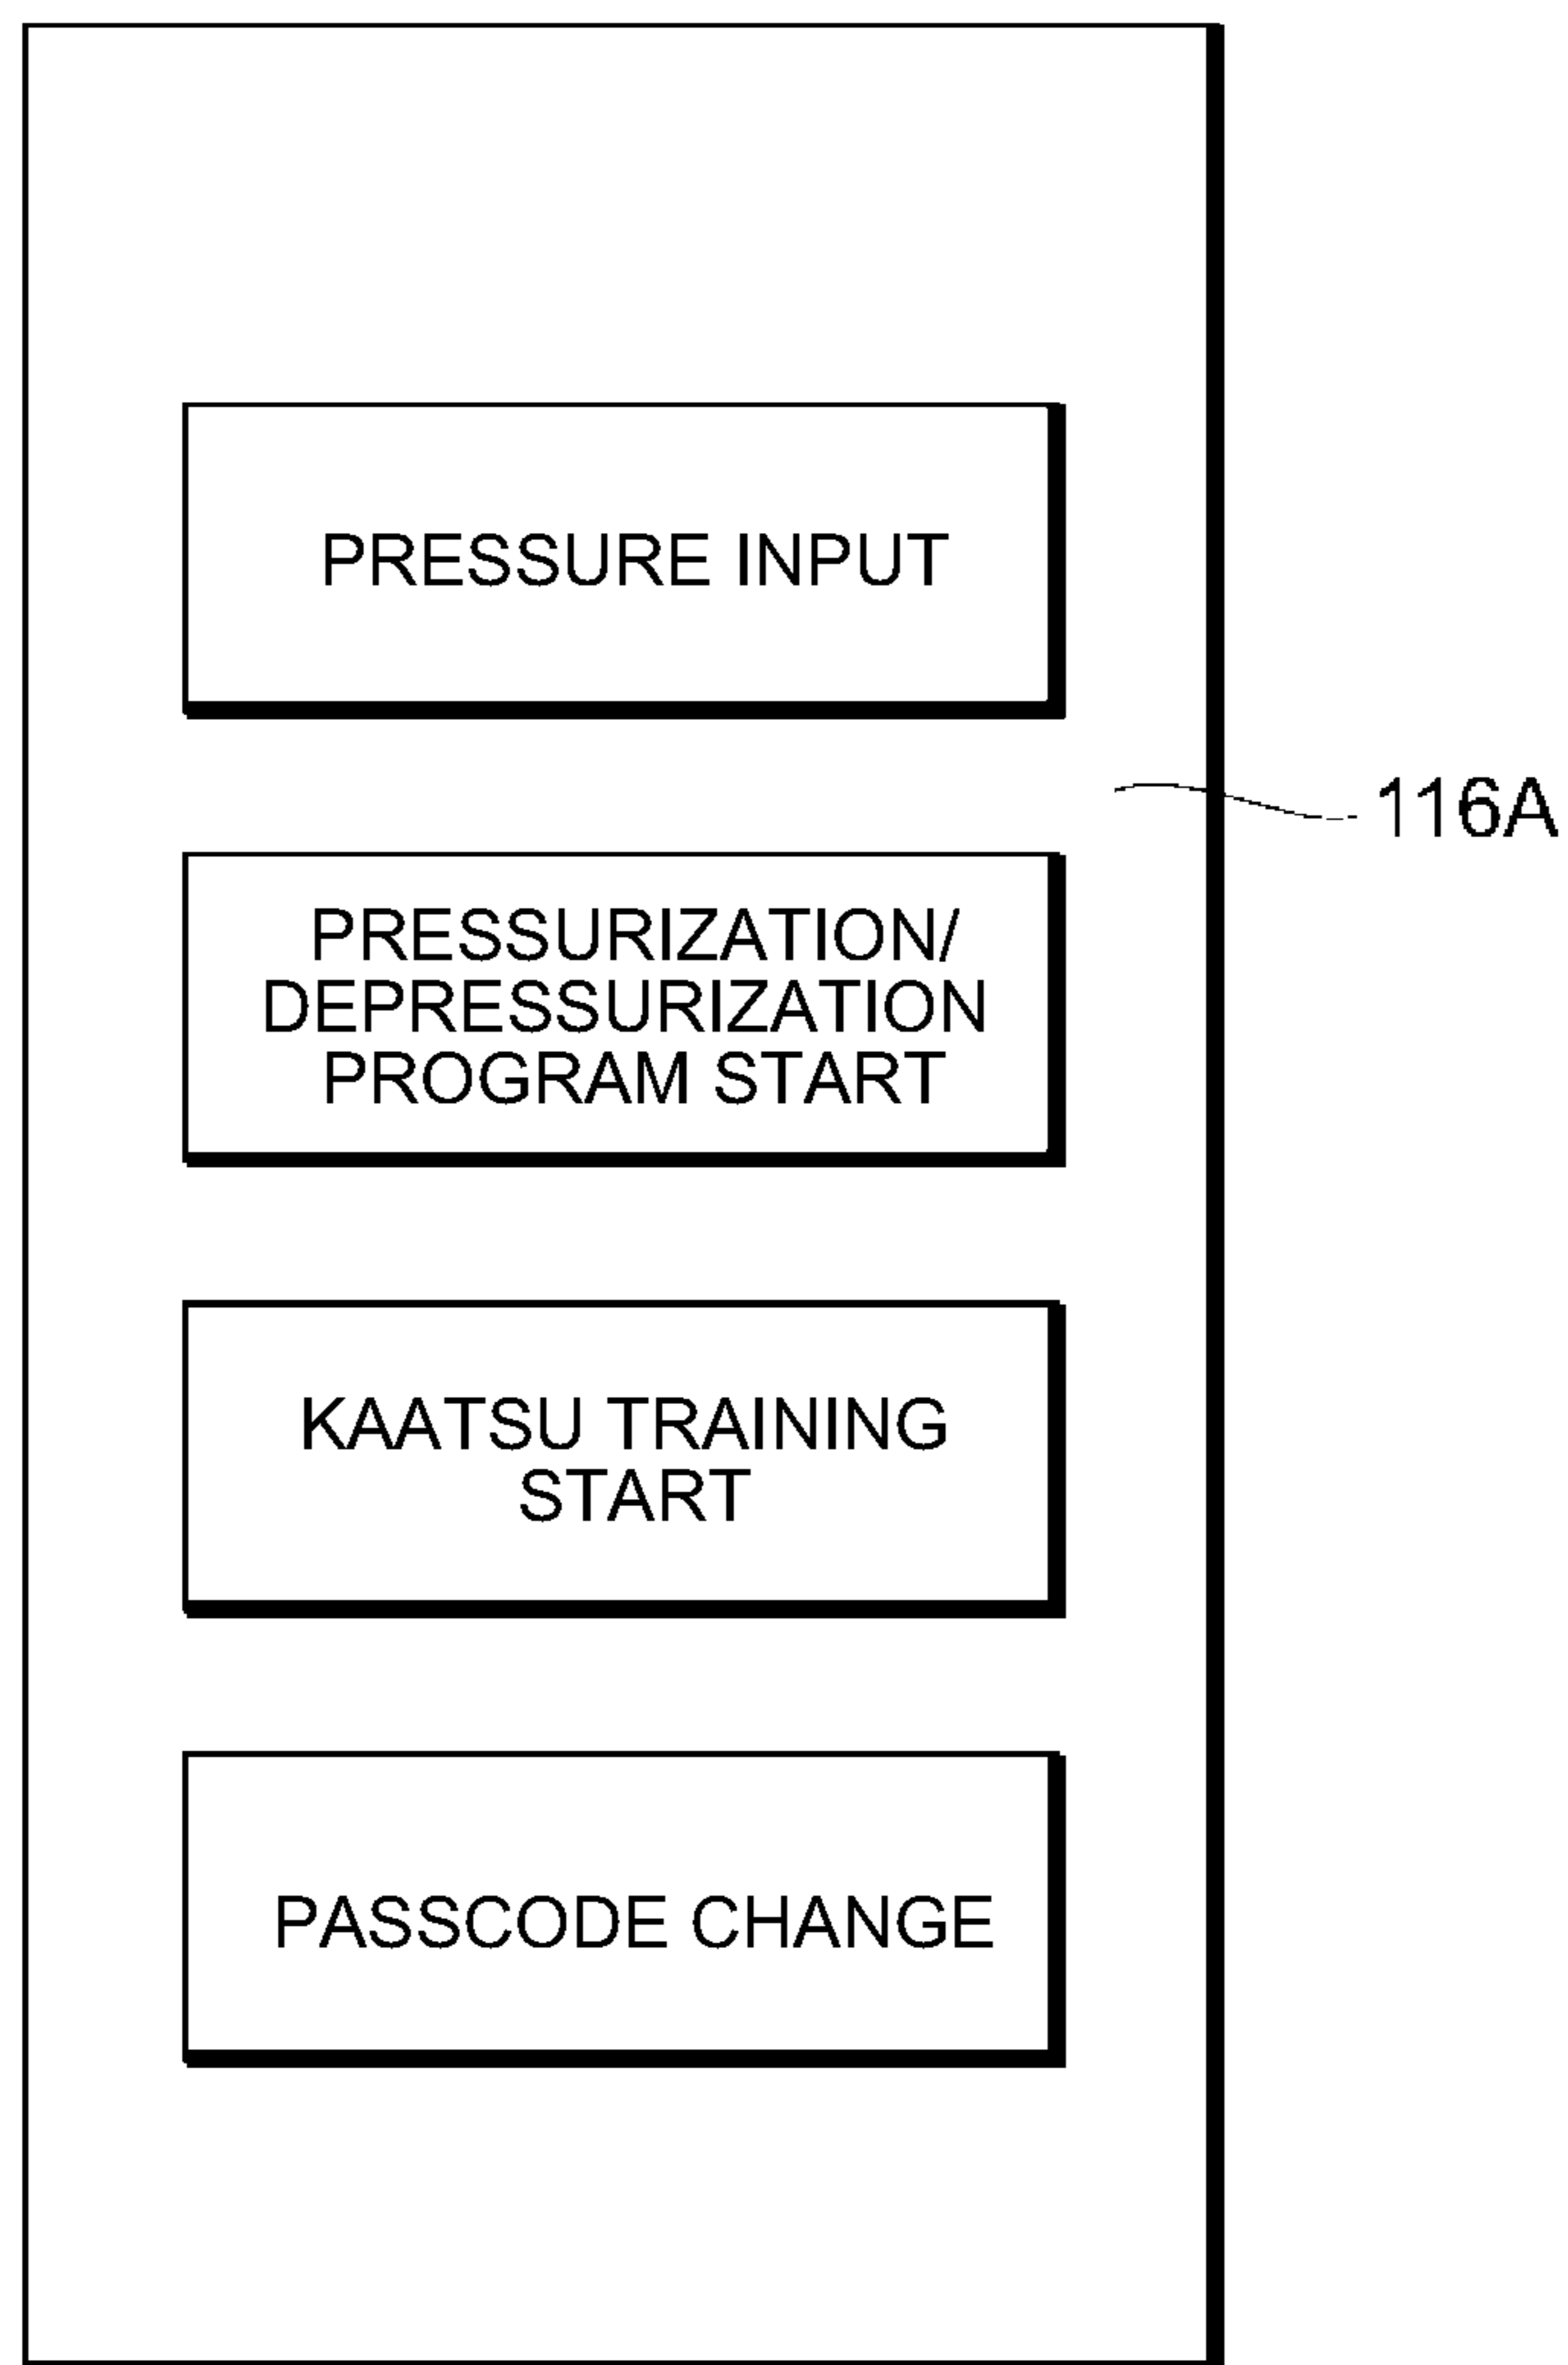 PRESSURE INPUT
116A
PRESSURIZATION/
DEPRESSURIZATION
PROGRAM START
KAATSU TRAINING
START
PASSCODE CHANGE